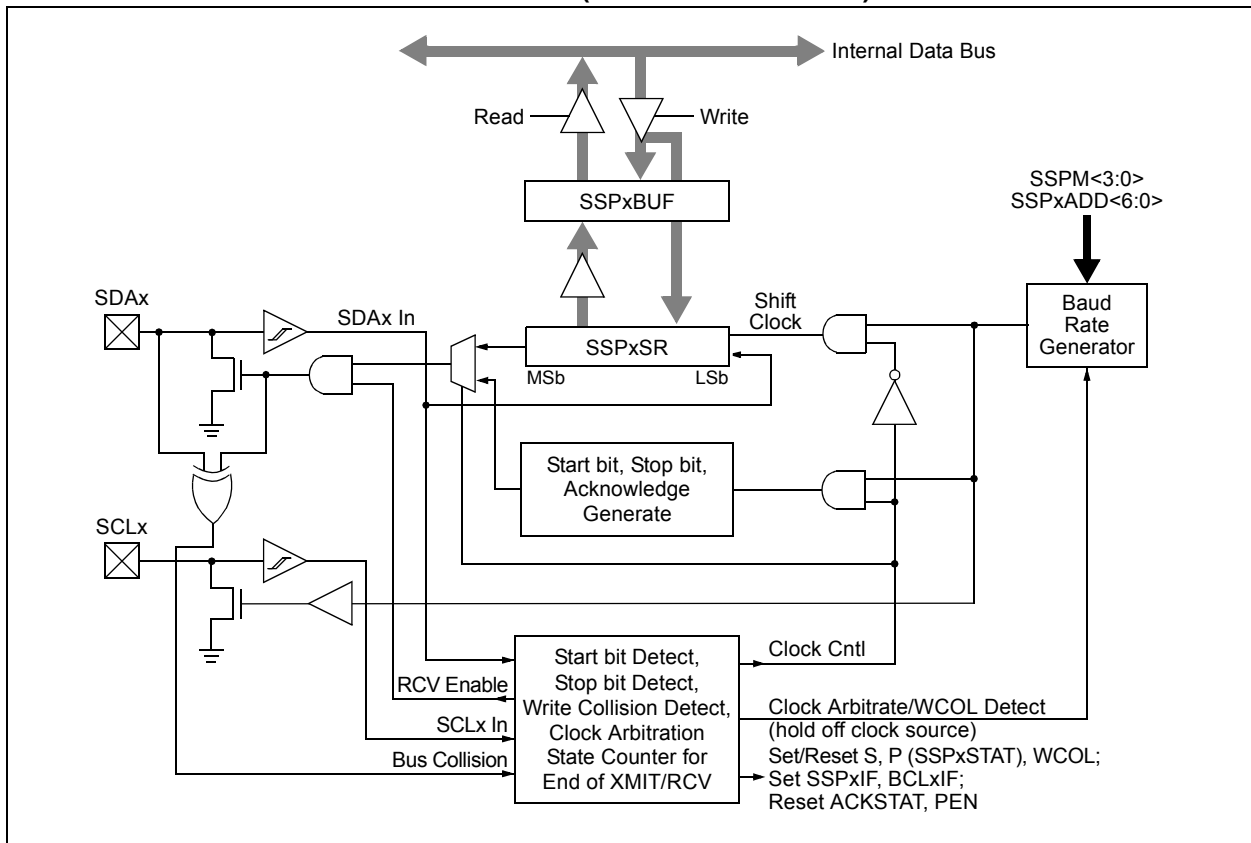 Internal Data Bus
Read
Write
SSPxBUF
SSPM<3:0>
SSPxADD<6:0>
SDAx
SDAx In
Shift
Clock
Baud
Rate
Generator
SSPxSR
MSb
LSb
Start bit, Stop bit,
Acknowledge
Generate
SCLx
Start bit Detect,
Stop bit Detect,
Write Collision Detect,
Clock Arbitration
State Counter for
End of XMIT/RCV
RCV Enable
SCLx In
Bus Collision
Clock Cntl
Clock Arbitrate/WCOL Detect
(hold off clock source)
Set/Reset S, P (SSPxSTAT), WCOL;
Set SSPxIF, BCLxIF;
Reset ACKSTAT, PEN